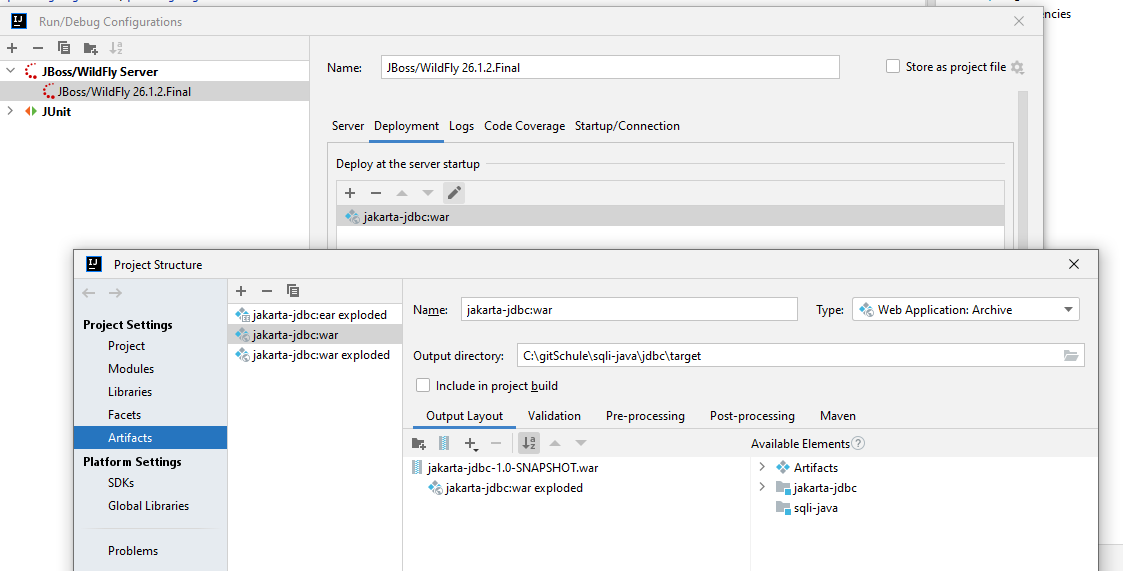 Run/Debug Configurations
encies
JBoss/WildFly Server
JBoss/WildFly 26.1.2.Final
JUnit
Name: JBoss/WildFly 26.1.2.Final Store as project file
Server Deployment Logs Code Coverage Startup/Connection
Deploy at the server startup
jakarta-jdbc:war
Project Structure
Project Settings
Project
Modules
Libraries
Facets
Artifacts
Platform Settings
SDKs
Global Libraries
Problems
jakarta-jdbc:ear exploded
jakarta-jdbc:war
jakarta-jdbc:war exploded
Name: jakarta-jdbc:war Type: Web Application: Archive
Output directory: C:\gitSchule\sqli-java\jdbc\target
Include in project build
Output Layout Validation Pre-processing Post-processing Maven
Available Elements
jakarta-jdbc-1.0-SNAPSHOT.war
jakarta-jdbc:war exploded
Artifacts
jakarta-jdbc
sqli-java